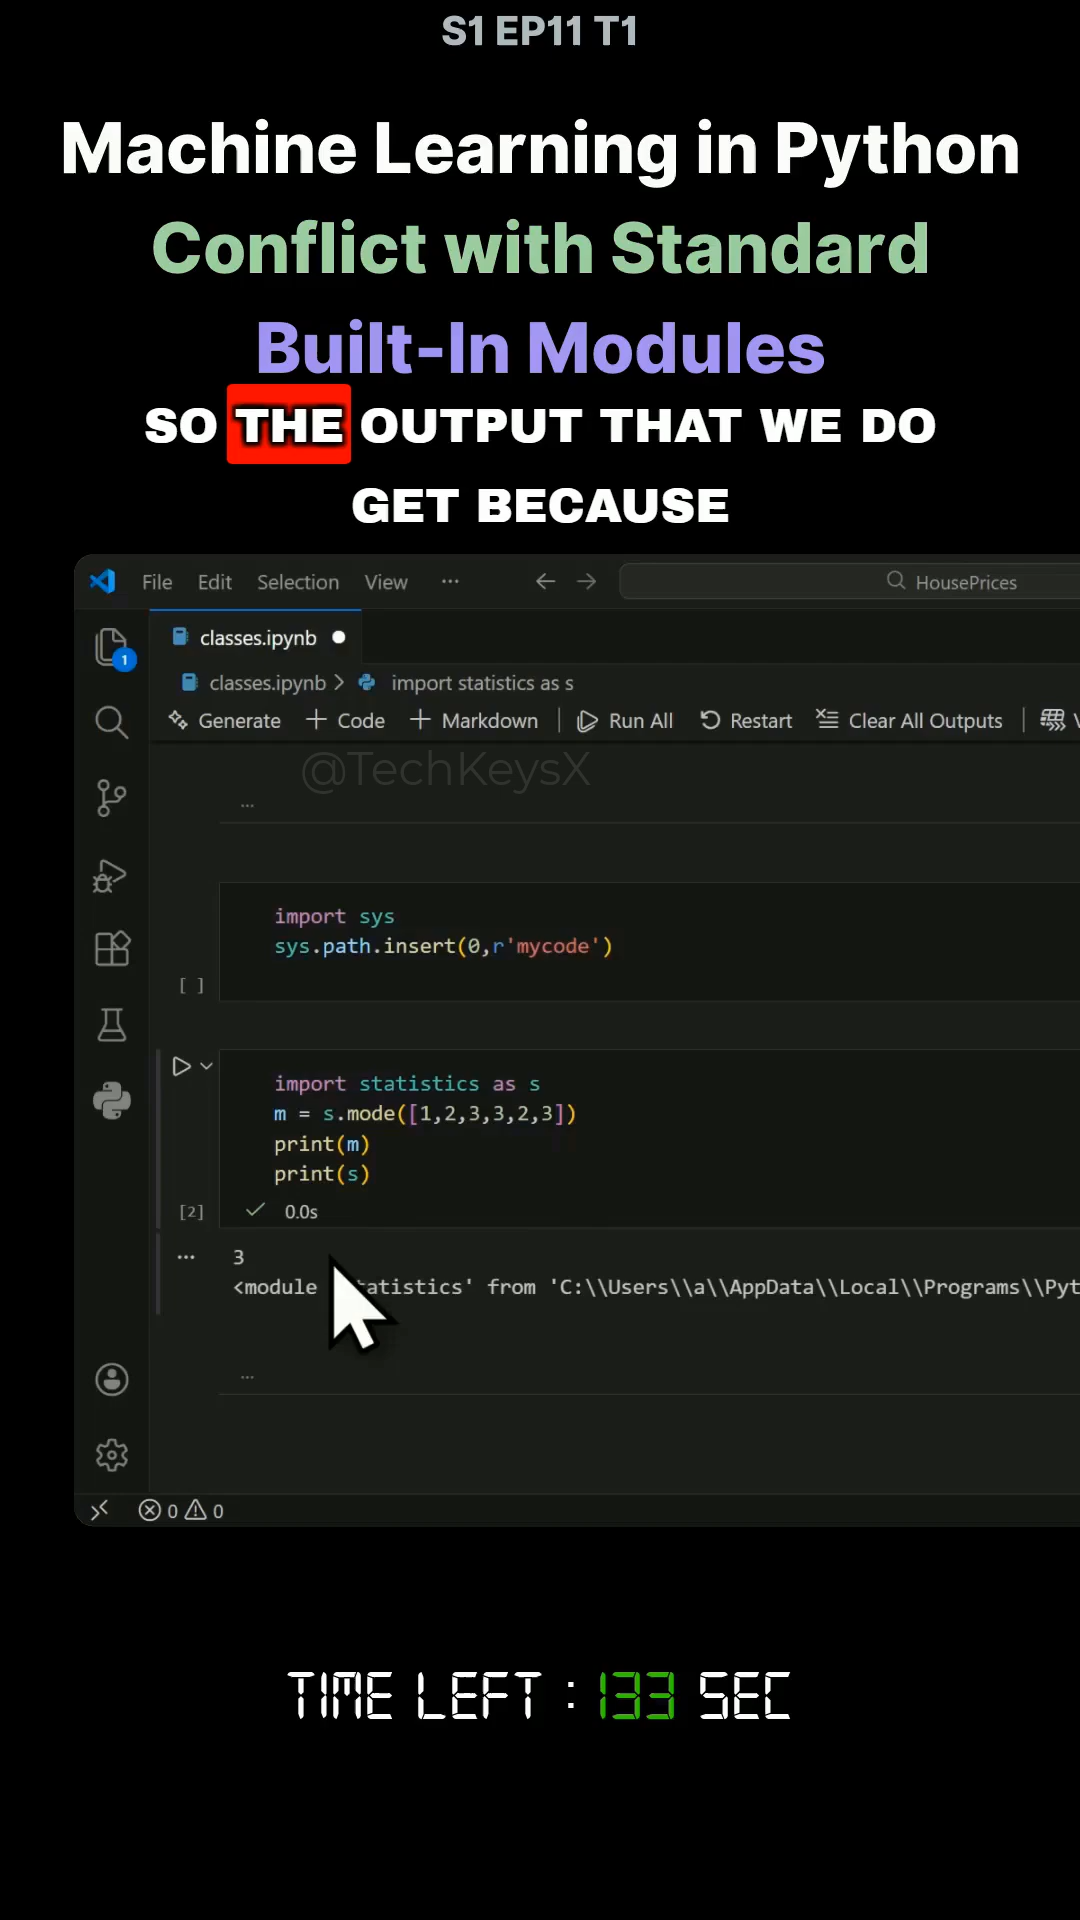 S1 EP11 T1
Machine Learning in Python
Conflict with Standard
Built-In Modules
SO THE OUTPUT THAT WE DO
GET BECAUSE
File Edit Selection View ... HousePrices
1
classes.ipynb
classes.ipynb > import statistics as s
Generate + Code + Markdown | Run All Restart Clear All Outputs |
@TechKeysX
...
import sys
sys.path.insert(0,r'mycode')
[ ]
import statistics as s
m = s.mode([1,2,3,3,2,3])
print(m)
print(s)
[2] 0.0s
... 3
<module atistics' from 'C:\\Users\\a\\AppData\\Local\\Programs\\Pyt
...
0 0
TIME LEFT : 133 SEC